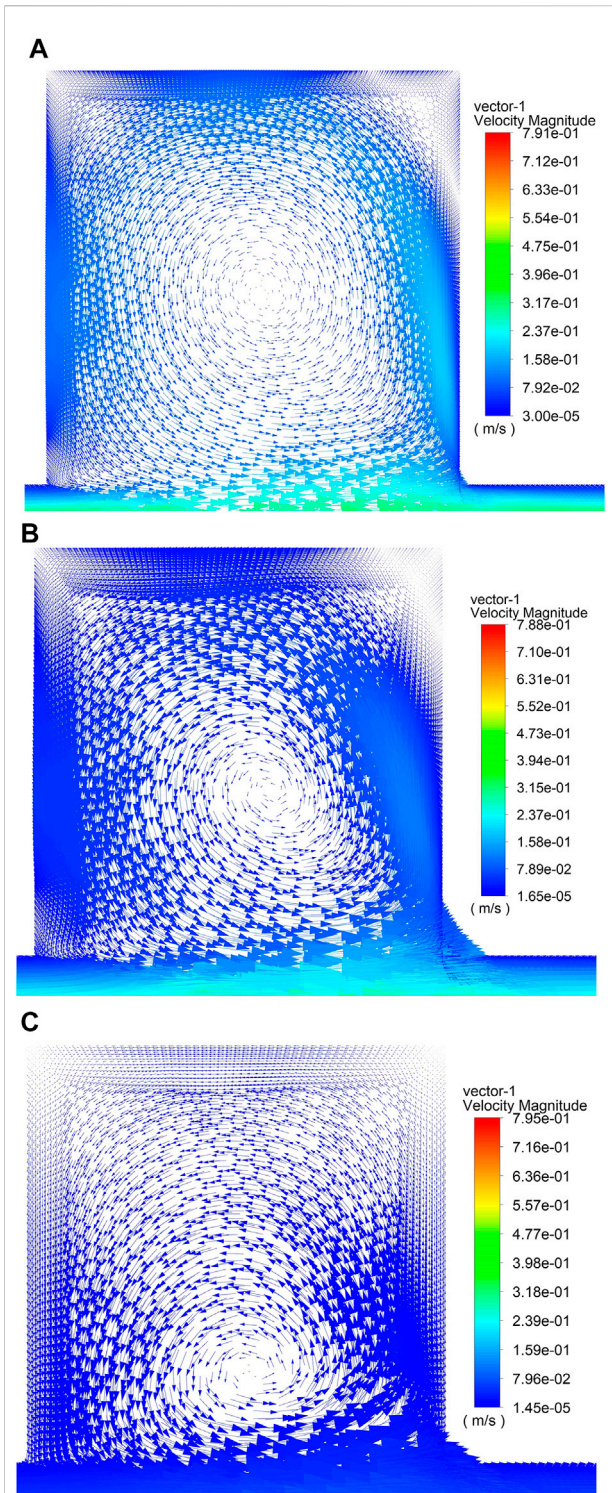 A
vector-1
Velocity Magnitude
7.91e-01
7.12e-01
6.33e-01
5.54e-01
4.75e-01
3.96e-01
3.17e-01
2.37e-01
1.58e-01
7.92e-02
3.00e-05
( m/s )
B
vector-1
Velocity Magnitude
7.88e-01
7.10e-01
6.31e-01
5.52e-01
4.73e-01
3.94e-01
3.15e-01
2.37e-01
1.58e-01
7.89e-02
1.65e-05
( m/s )
C
vector-1
Velocity Magnitude
7.95e-01
7.16e-01
6.36e-01
5.57e-01
4.77e-01
3.98e-01
3.18e-01
2.39e-01
1.59e-01
7.96e-02
1.45e-05
( m/s )